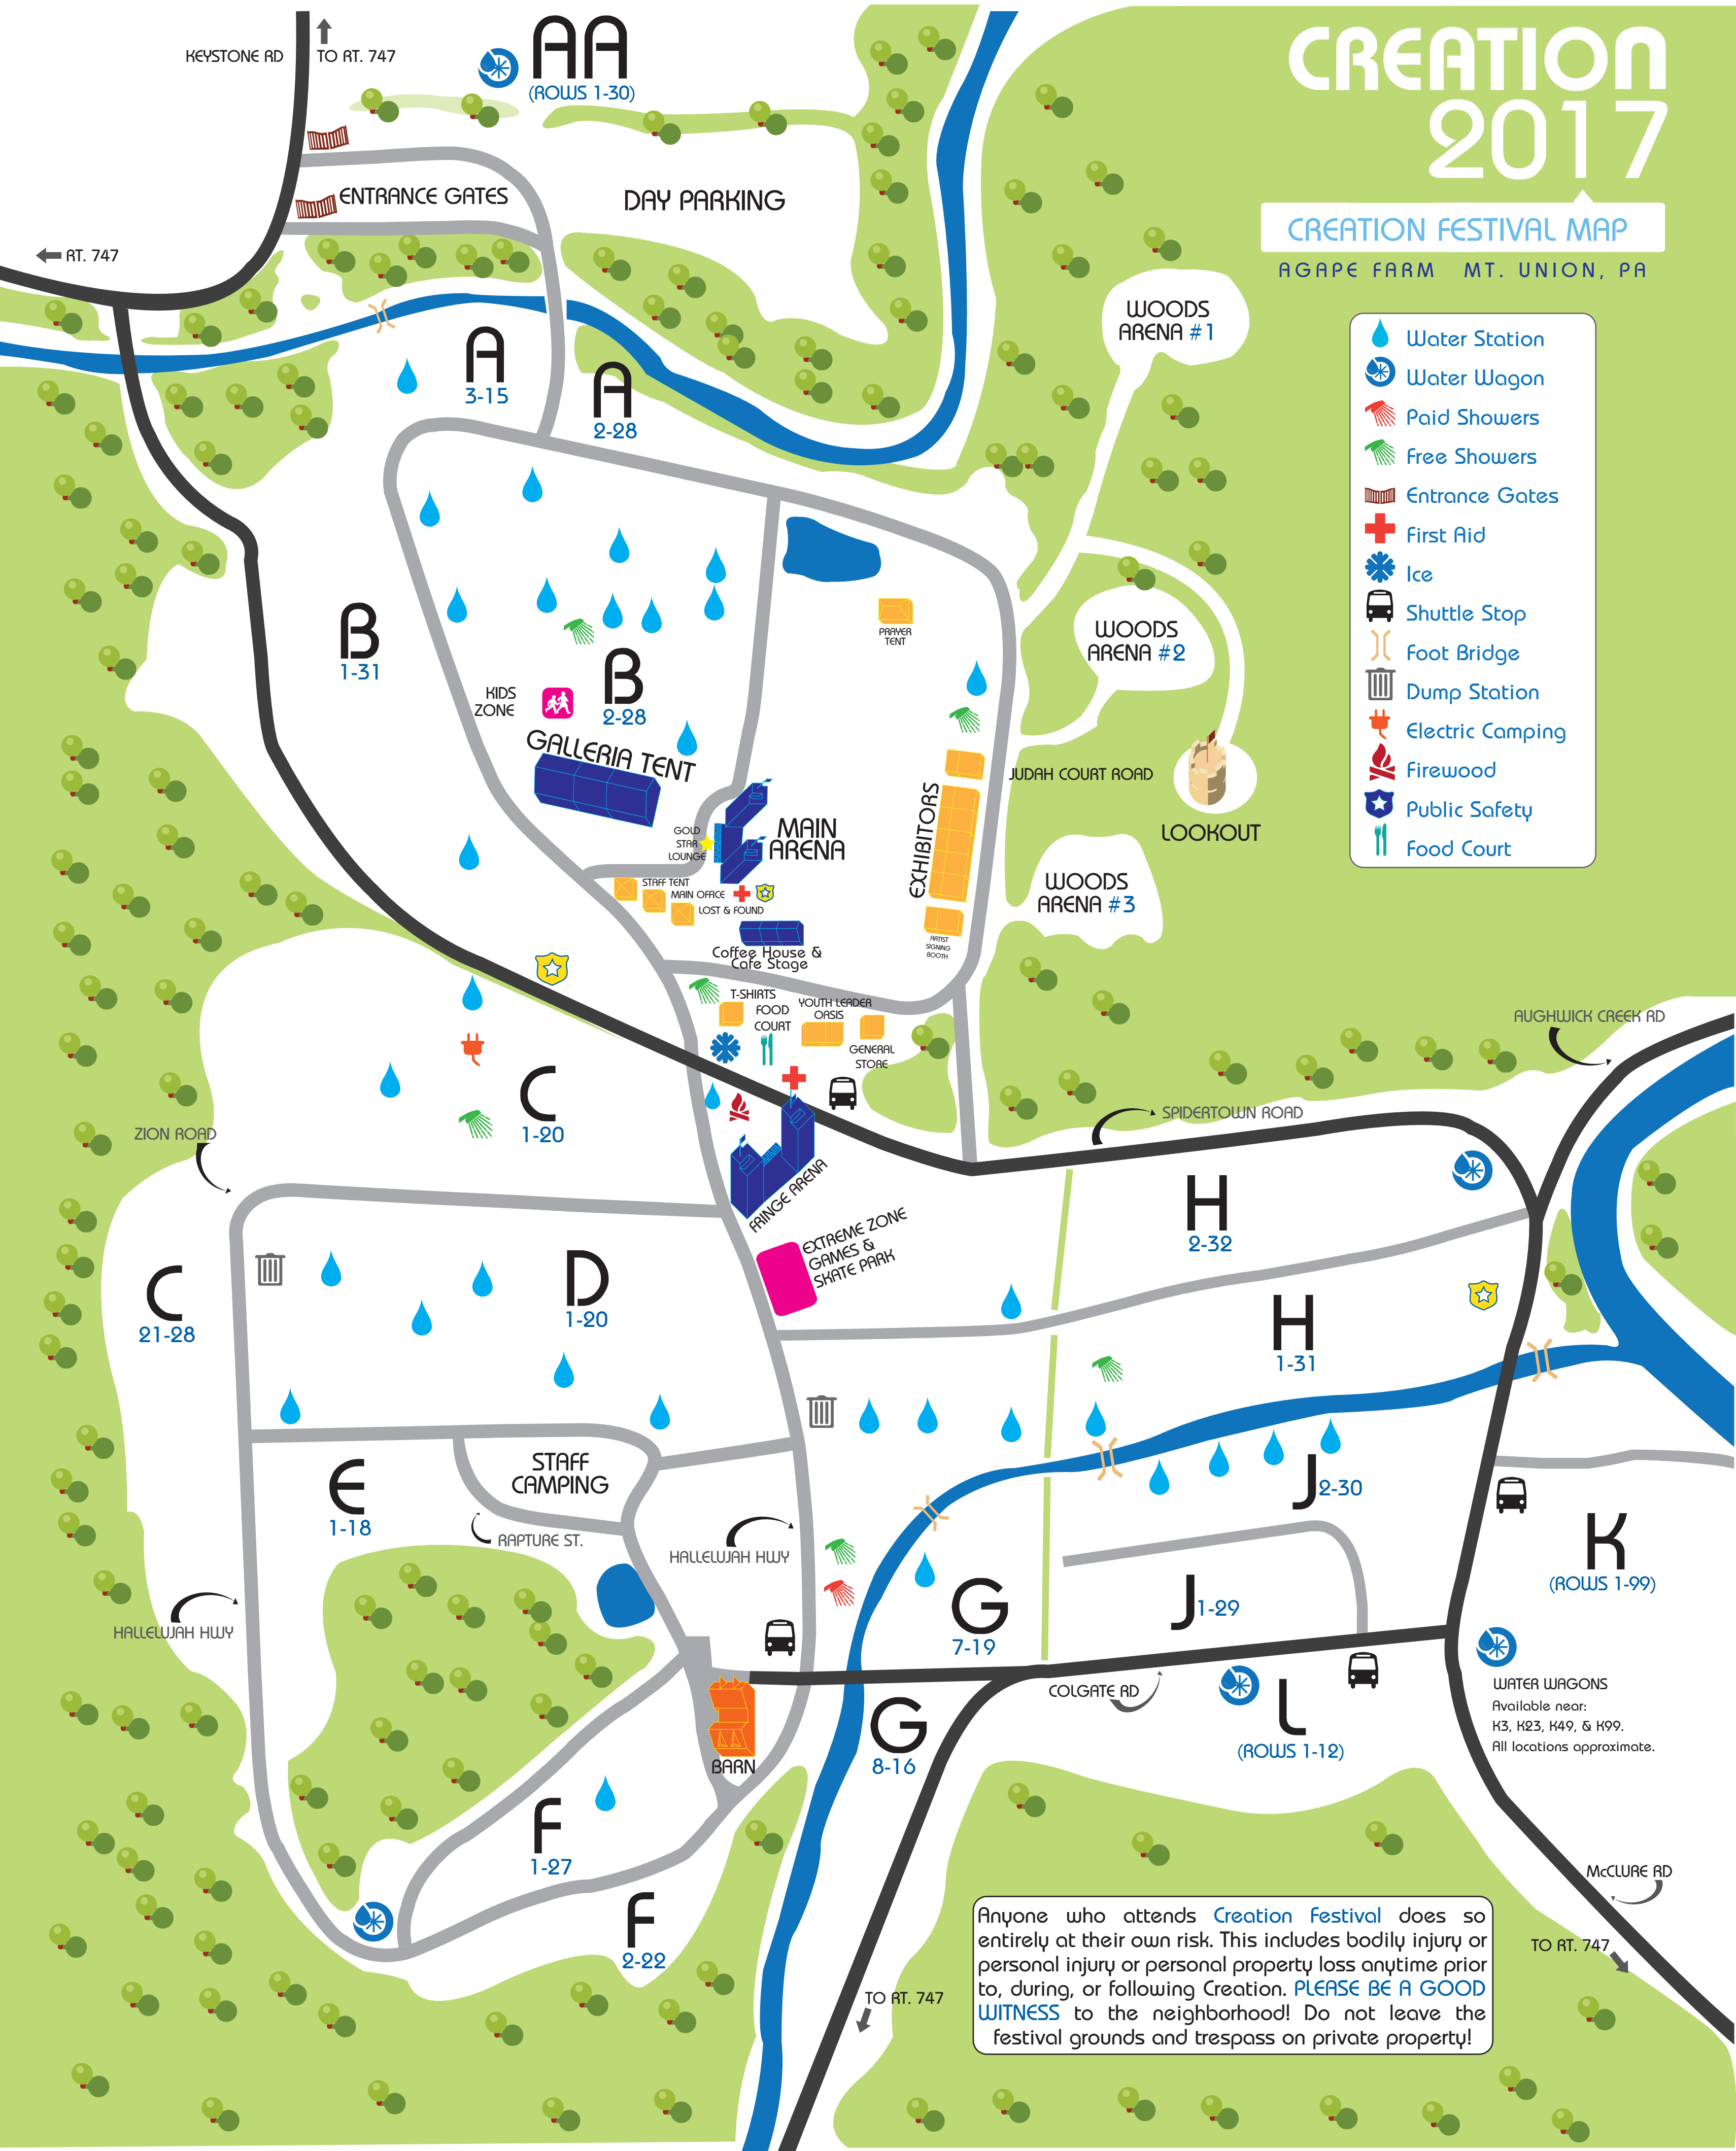 CREATION
2017
CREATION FESTIVAL MAP
AGAPE FARM MT. UNION, PA
KEYSTONE RD
TO RT. 747
AA
(ROWS 1-30)
ENTRANCE GATES
DAY PARKING
RT. 747
A
3-15
A
2-28
WOODS
ARENA #1
Water Station
Water Wagon
Paid Showers
Free Showers
Entrance Gates
First Aid
Ice
Shuttle Stop
Foot Bridge
Dump Station
Electric Camping
Firewood
Public Safety
Food Court
B
1-31
PRAYER
TENT
WOODS
ARENA #2
KIDS
ZONE
B
2-28
GALLERIA TENT
JUDAH COURT ROAD
LOOKOUT
GOLD
STAR
LOUNGE
MAIN
ARENA
EXHIBITORS
STAFF TENT
MAIN OFFICE
LOST & FOUND
WOODS
ARENA #3
ARTIST
SIGNING
BOOTH
Coffee House &
Cafe Stage
T-SHIRTS
FOOD
COURT
YOUTH LEADER
OASIS
GENERAL
STORE
AUGHWICK CREEK RD
C
1-20
SPIDERTOWN ROAD
ZION ROAD
FRINGE ARENA
H
2-32
EXTREME ZONE
GAMES &
SKATE PARK
C
21-28
D
1-20
H
1-31
STAFF
CAMPING
E
1-18
J 2-30
RAPTURE ST.
HALLELUJAH HWY
K
(ROWS 1-99)
G
7-19
J 1-29
HALLELUJAH HWY
COLGATE RD
WATER WAGONS
Available near:
K3, K23, K49, & K99.
All locations approximate.
L
(ROWS 1-12)
G
8-16
BARN
F
1-27
McCLURE RD
F
2-22
TO RT. 747
TO RT. 747
Anyone who attends Creation Festival does so
entirely at their own risk. This includes bodily injury or
personal injury or personal property loss anytime prior
to, during, or following Creation. PLEASE BE A GOOD
WITNESS to the neighborhood! Do not leave the
festival grounds and trespass on private property!